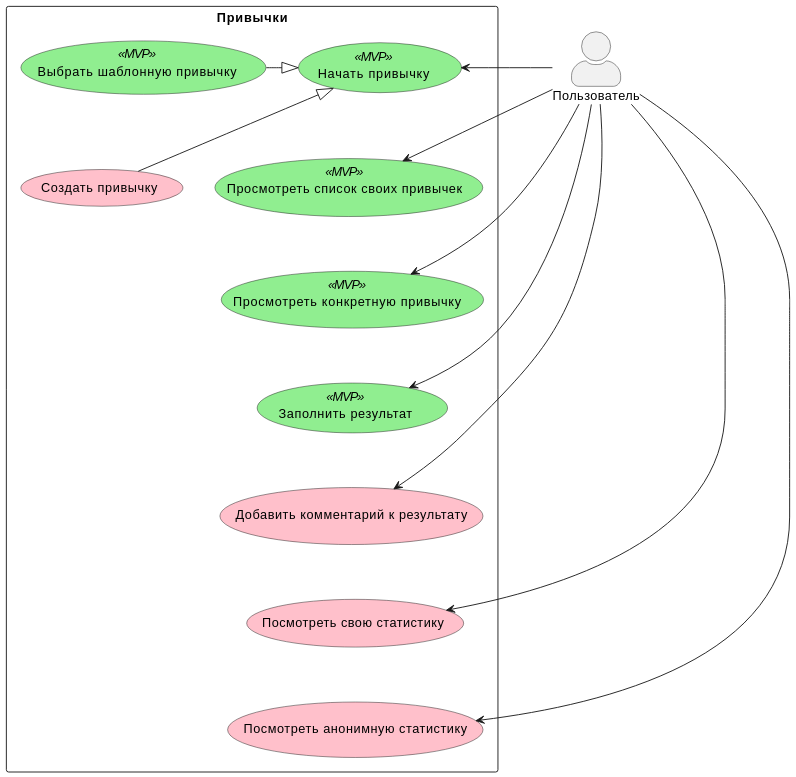 Привычки
«MVP»
Выбрать шаблонную привычку
«MVP»
Начать привычку
Пользователь
Создать привычку
«MVP»
Просмотреть список своих привычек
«MVP»
Просмотреть конкретную привычку
«MVP»
Заполнить результат
Добавить комментарий к результату
Посмотреть свою статистику
Посмотреть анонимную статистику